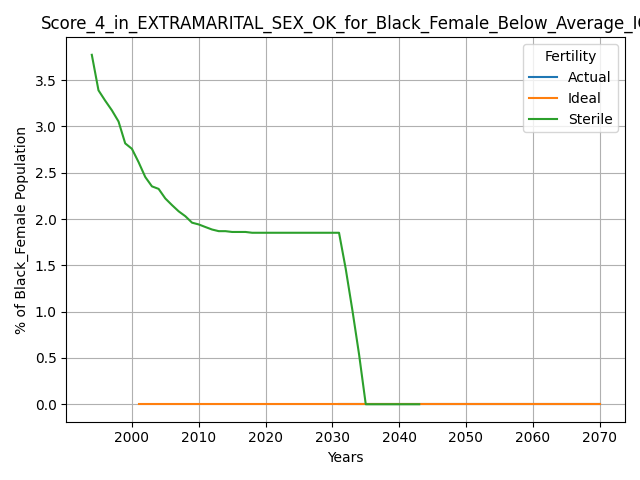 Score_4_in_EXTRAMARITAL_SEX_OK_for_Black_Female_Below_Average_IQ
Fertility
Actual
Ideal
Sterile
% of Black_Female Population
3.5
3.0
2.5
2.0
1.5
1.0
0.5
0.0
2000 2010 2020 2030 2040 2050 2060 2070
Years